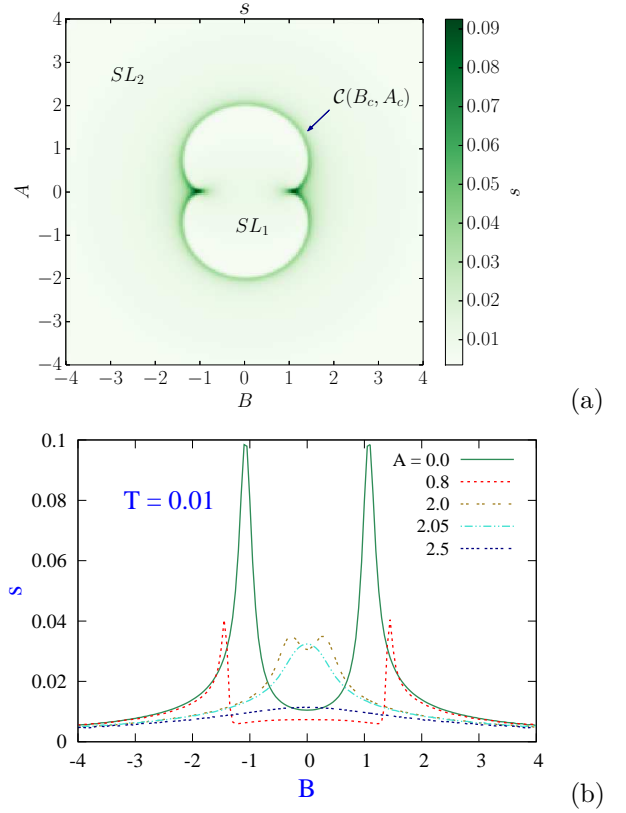 s
4
3
2
1
0
−1
−2
−3
−4
A
SL₂
C(B_c, A_c)
SL₁
−4 −3 −2 −1 0 1 2 3 4
B
0.09
0.08
0.07
0.06
0.05
0.04
0.03
0.02
0.01
s
(a)
0.1
0.08
0.06
0.04
0.02
0
s
T = 0.01
A = 0.0
0.8
2.0
2.05
2.5
-4 -3 -2 -1 0 1 2 3 4
B
(b)